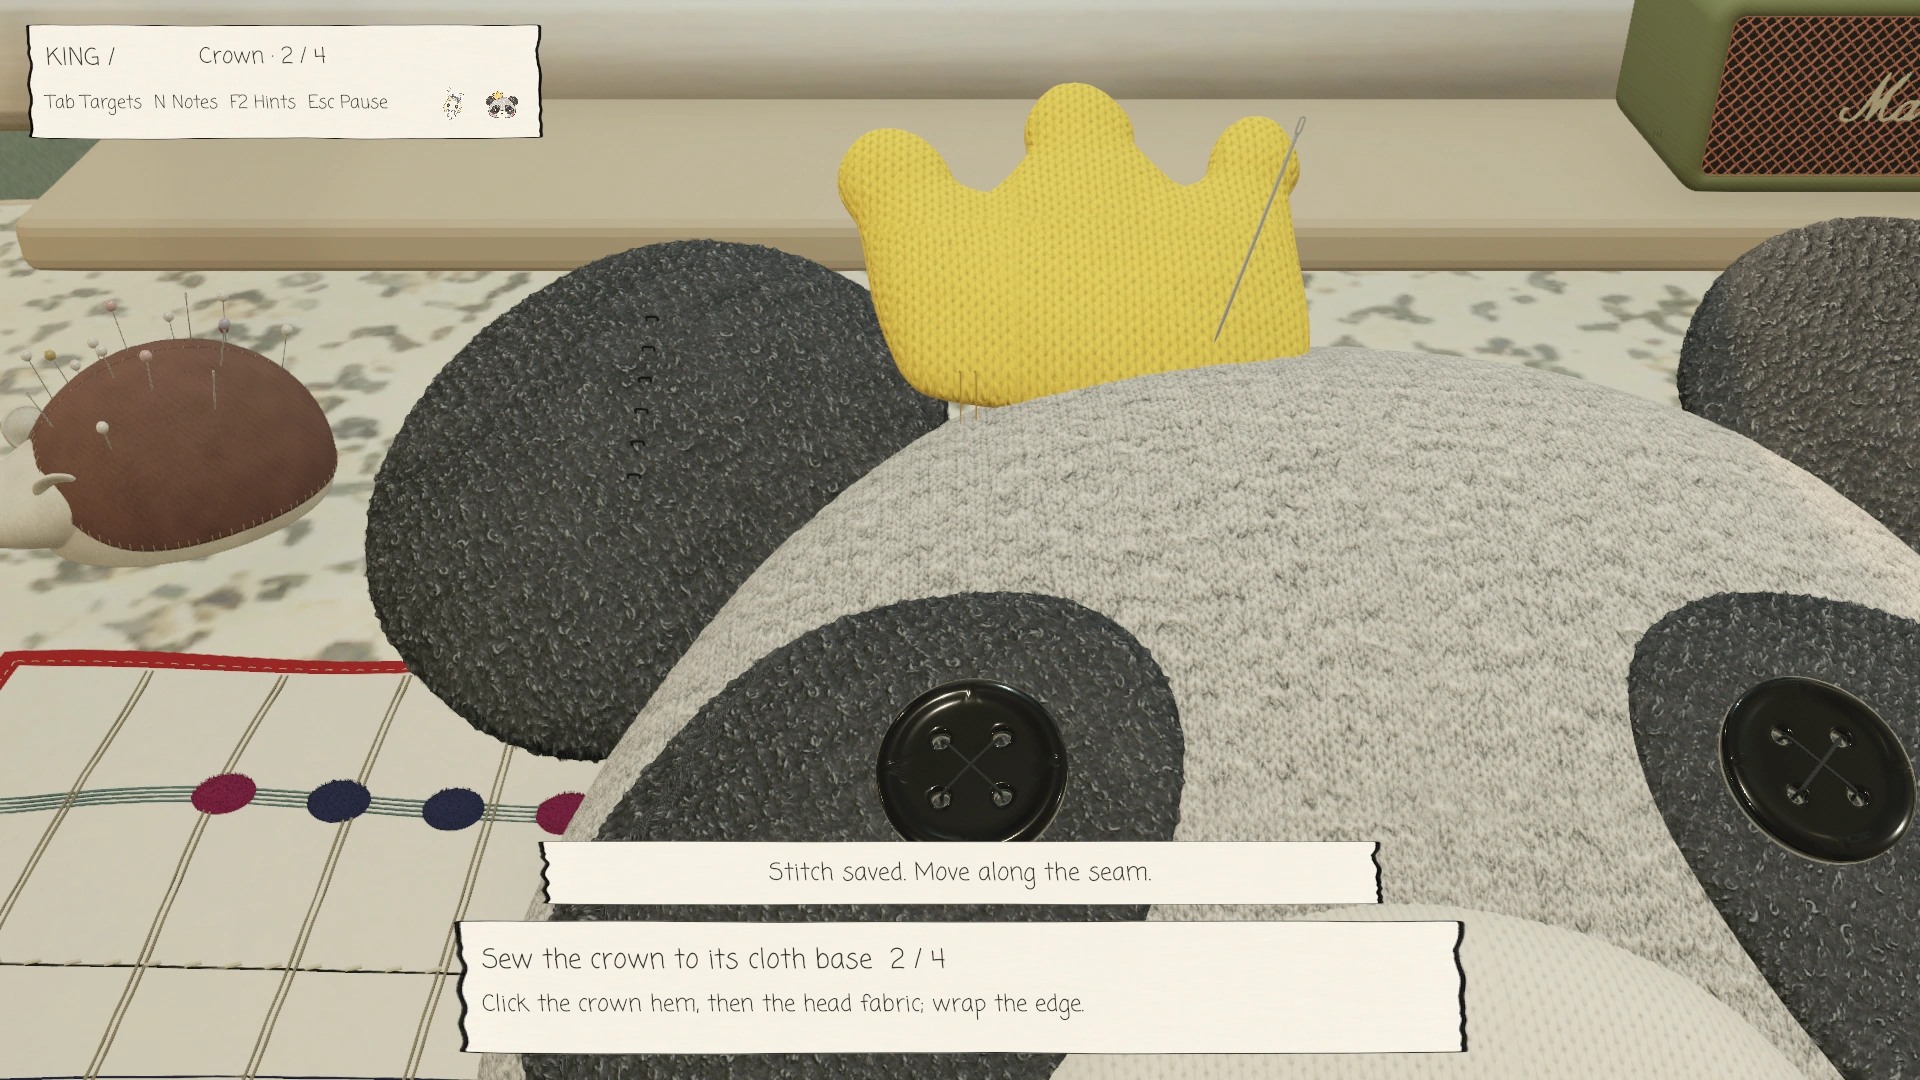 KING / Crown · 2 / 4
Tab Targets N Notes F2 Hints Esc Pause
Stitch saved. Move along the seam.
Sew the crown to its cloth base 2 / 4
Click the crown hem, then the head fabric; wrap the edge.